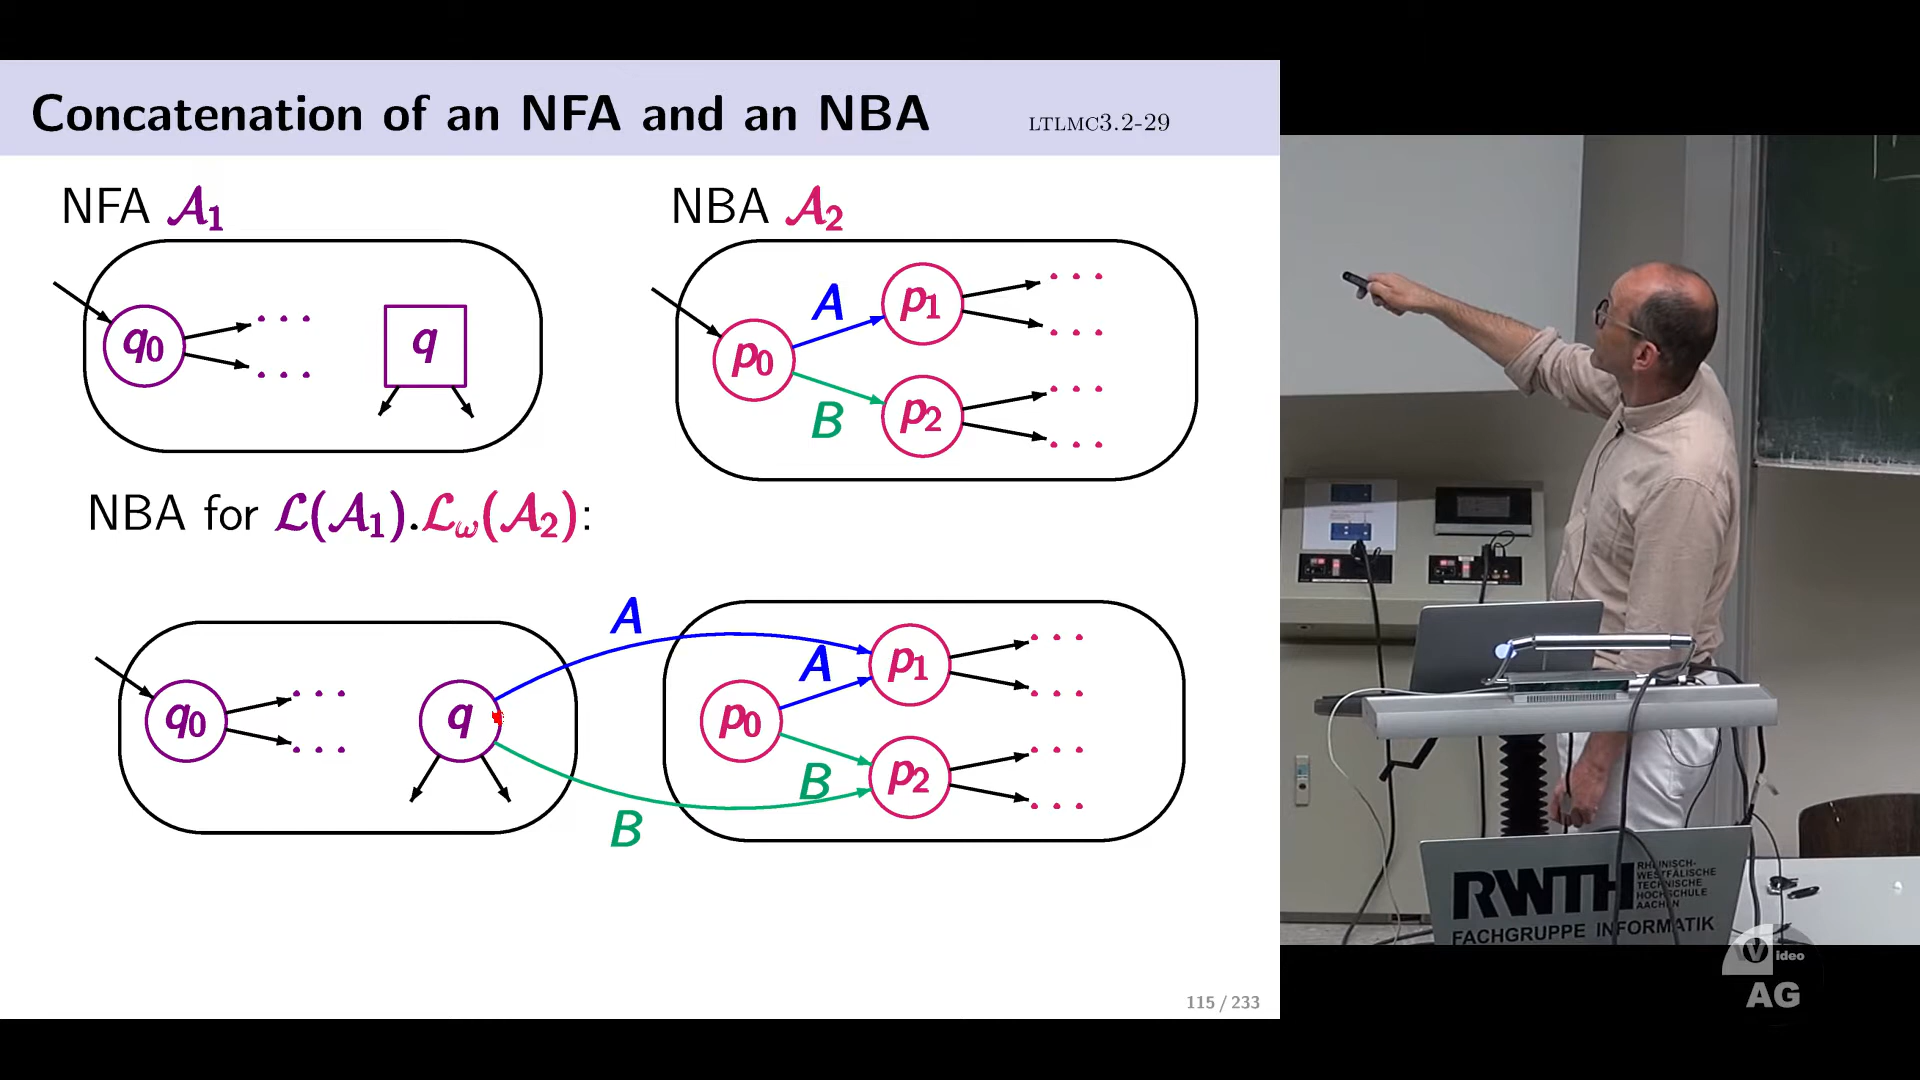 Concatenation of an NFA and an NBA LTLMC3.2-29
NFA 𝒜₁ NBA 𝒜₂
q₀ ... ... q
p₀ A p₁ ... ... B p₂ ... ...
NBA for ℒ(𝒜₁).ℒω(𝒜₂):
q₀ ... ... q A B
p₀ A p₁ ... ... B p₂ ... ...
115 / 233
RWTH
RHEINISCH-
WESTFÄLISCHE
TECHNISCHE
HOCHSCHULE
AACHEN
FACHGRUPPE INFORMATIK
Video
AG